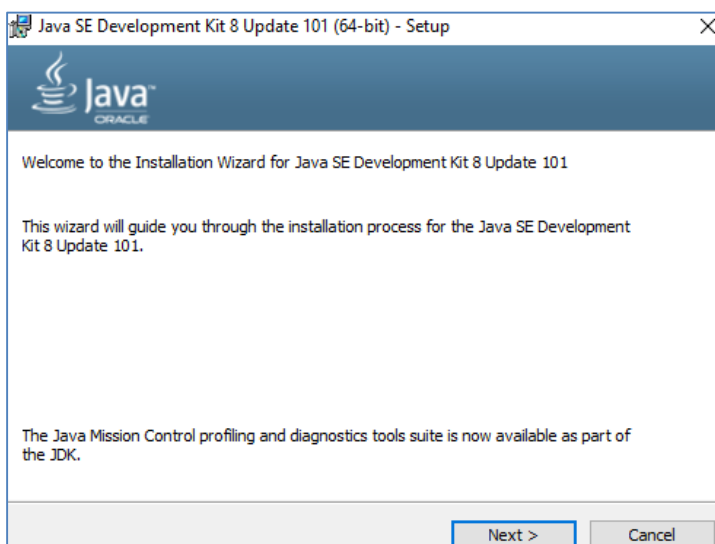 Java SE Development Kit 8 Update 101 (64-bit) - Setup
Java™
ORACLE
Welcome to the Installation Wizard for Java SE Development Kit 8 Update 101
This wizard will guide you through the installation process for the Java SE Development
Kit 8 Update 101.
The Java Mission Control profiling and diagnostics tools suite is now available as part of
the JDK.
Next >
Cancel